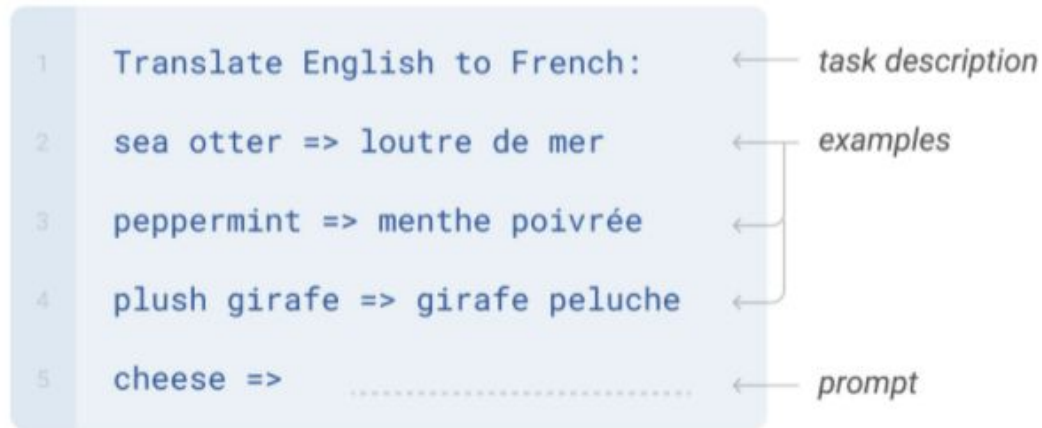 1 Translate English to French: task description
2 sea otter => loutre de mer examples
3 peppermint => menthe poivrée
4 plush girafe => girafe peluche
5 cheese => prompt